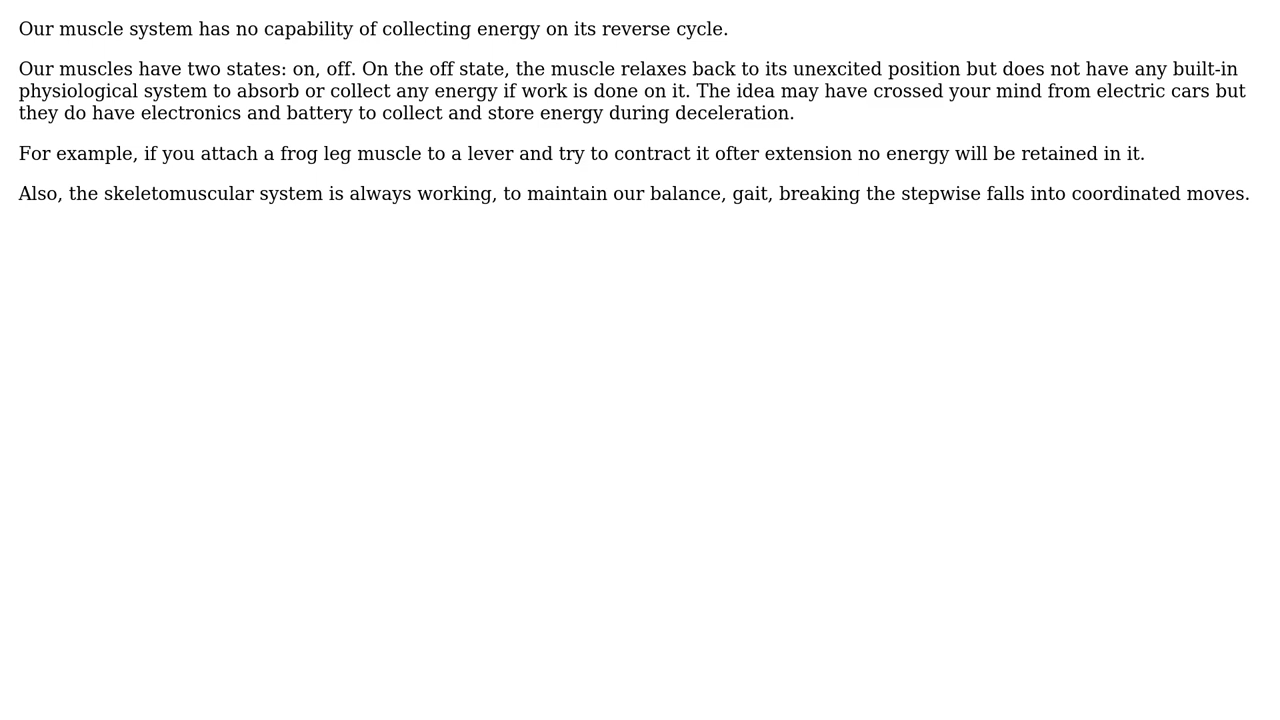 Our muscle system has no capability of collecting energy on its reverse cycle.
Our muscles have two states: on, off. On the off state, the muscle relaxes back to its unexcited position but does not have any built-in
physiological system to absorb or collect any energy if work is done on it. The idea may have crossed your mind from electric cars but
they do have electronics and battery to collect and store energy during deceleration.
For example, if you attach a frog leg muscle to a lever and try to contract it ofter extension no energy will be retained in it.
Also, the skeletomuscular system is always working, to maintain our balance, gait, breaking the stepwise falls into coordinated moves.